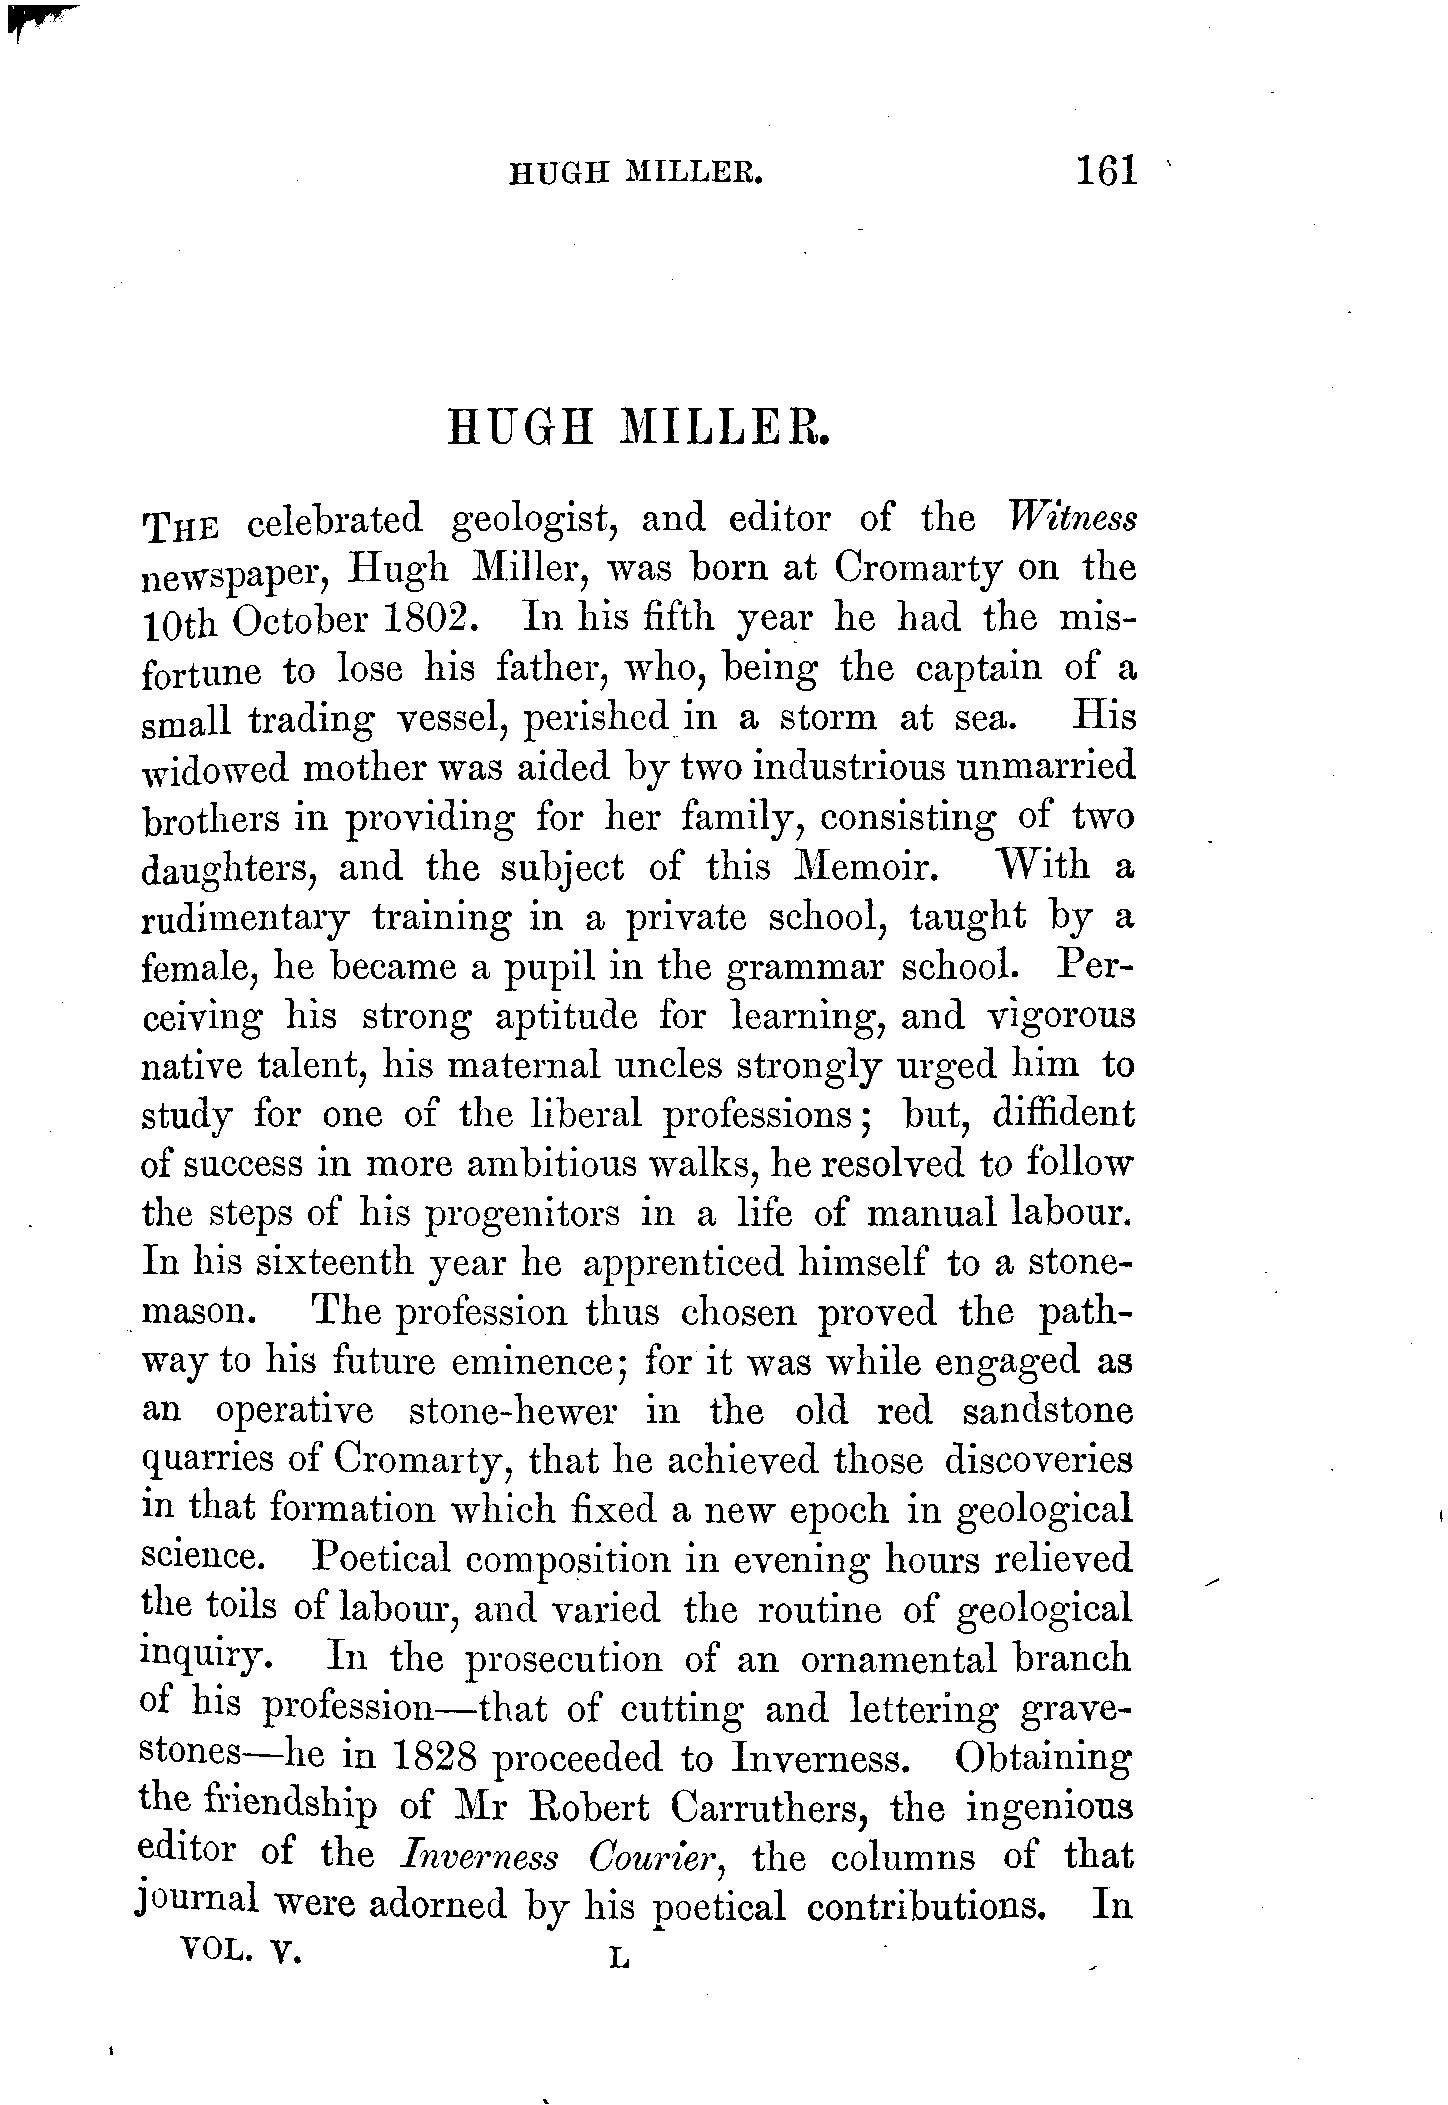 HUGH MILLER. 161
HUGH MILLER.
THE celebrated geologist, and editor of the Witness
newspaper, Hugh Miller, was born at Cromarty on the
10th October 1802. In his fifth year he had the mis-
fortune to lose his father, who, being the captain of a
small trading vessel, perished in a storm at sea. His
widowed mother was aided by two industrious unmarried
brothers in providing for her family, consisting of two
daughters, and the subject of this Memoir. With a
rudimentary training in a private school, taught by a
female, he became a pupil in the grammar school. Per-
ceiving his strong aptitude for learning, and vigorous
native talent, his maternal uncles strongly urged him to
study for one of the liberal professions; but, diffident
of success in more ambitious walks, he resolved to follow
the steps of his progenitors in a life of manual labour.
In his sixteenth year he apprenticed himself to a stone-
mason. The profession thus chosen proved the path-
way to his future eminence; for it was while engaged as
an operative stone-hewer in the old red sandstone
quarries of Cromarty, that he achieved those discoveries
in that formation which fixed a new epoch in geological
science. Poetical composition in evening hours relieved
the toils of labour, and varied the routine of geological
inquiry. In the prosecution of an ornamental branch
of his profession—that of cutting and lettering grave-
stones—he in 1828 proceeded to Inverness. Obtaining
the friendship of Mr Robert Carruthers, the ingenious
editor of the Inverness Courier, the columns of that
journal were adorned by his poetical contributions. In
VOL. V. L